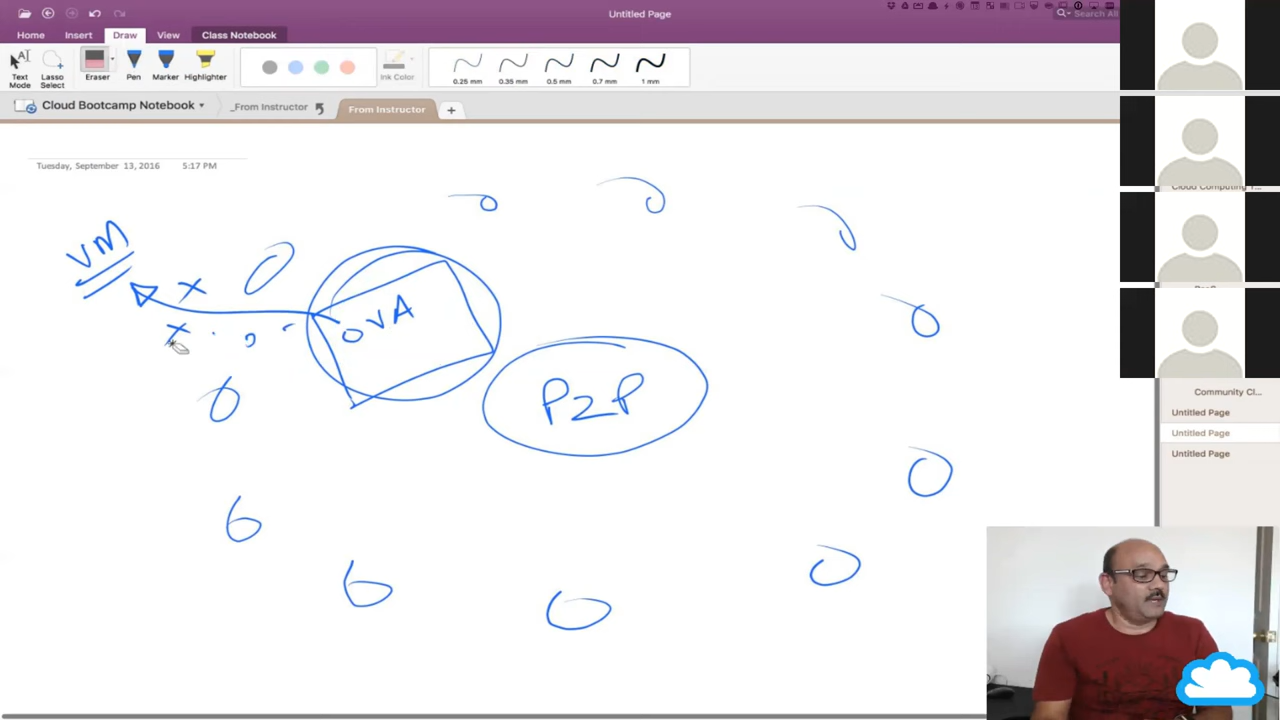 Untitled Page
Search All
Home Insert Draw View Class Notebook
Text Mode
Lasso Select
Eraser
Pen
Marker
Highlighter
Ink Color
0.25 mm
0.35 mm
0.5 mm
0.7 mm
1 mm
Cloud Bootcamp Notebook
_From Instructor
From Instructor
Tuesday, September 13, 2016 5:17 PM
VM
OVA
P2P
Community Cl...
Untitled Page
Untitled Page
Untitled Page